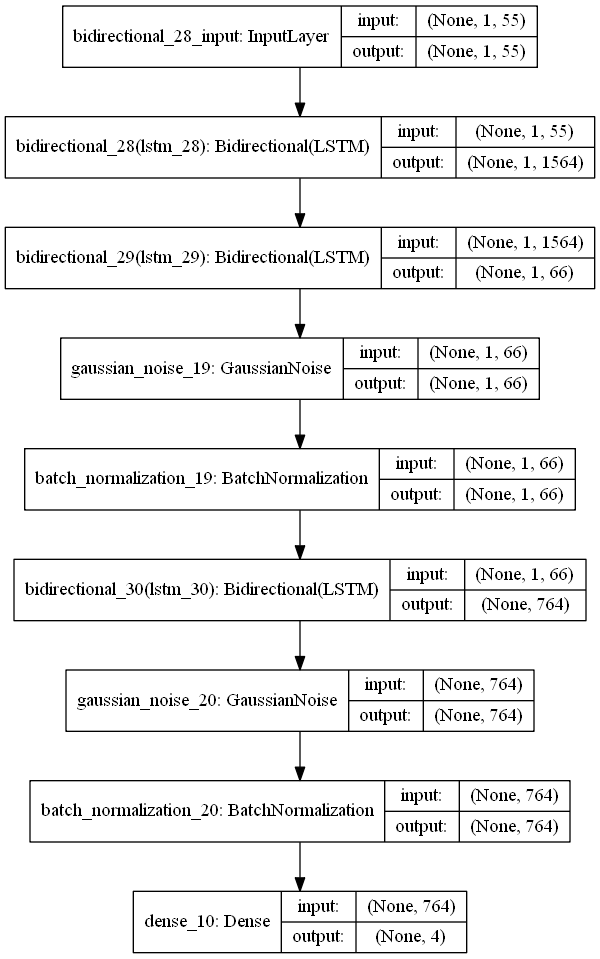 bidirectional_28_input: InputLayer
input:
(None, 1, 55)
output:
(None, 1, 55)
bidirectional_28(lstm_28): Bidirectional(LSTM)
input:
(None, 1, 55)
output:
(None, 1, 1564)
bidirectional_29(lstm_29): Bidirectional(LSTM)
input:
(None, 1, 1564)
output:
(None, 1, 66)
gaussian_noise_19: GaussianNoise
input:
(None, 1, 66)
output:
(None, 1, 66)
batch_normalization_19: BatchNormalization
input:
(None, 1, 66)
output:
(None, 1, 66)
bidirectional_30(lstm_30): Bidirectional(LSTM)
input:
(None, 1, 66)
output:
(None, 764)
gaussian_noise_20: GaussianNoise
input:
(None, 764)
output:
(None, 764)
batch_normalization_20: BatchNormalization
input:
(None, 764)
output:
(None, 764)
dense_10: Dense
input:
(None, 764)
output:
(None, 4)